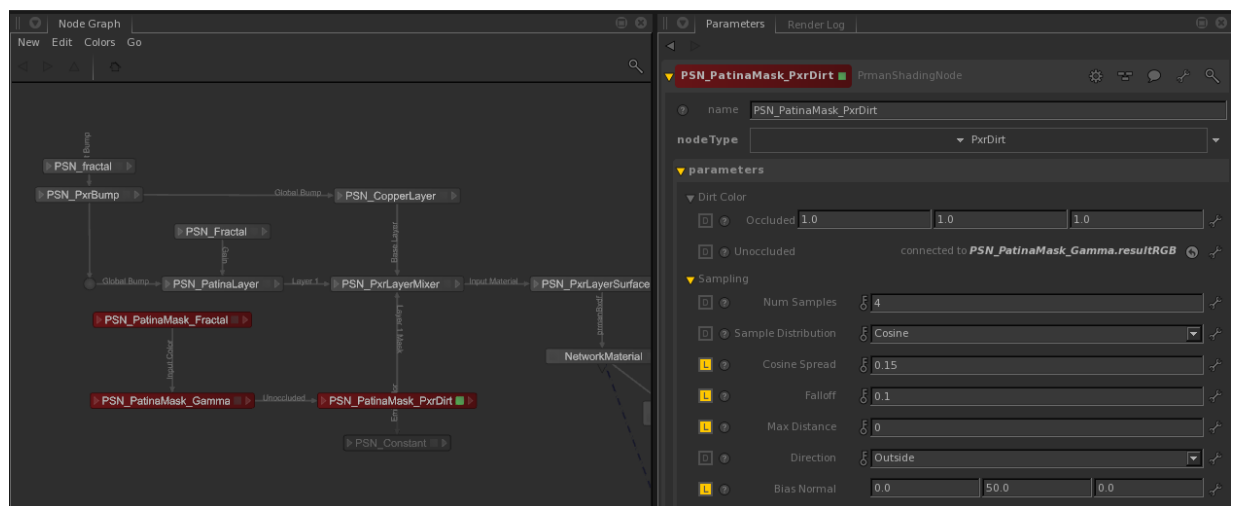 Node Graph
New Edit Colors Go
PSN_fractal
PSN_PxrBump
Global Bump
PSN_CopperLayer
PSN_Fractal
Gain
Base Layer
Global Bump
PSN_PatinaLayer
Layer 1
PSN_PxrLayerMixer
Input Material
PSN_PxrLayerSurface
PSN_PatinaMask_Fractal
Layer 1 Mask
prmanBxdf
Input Color
NetworkMaterial
PSN_PatinaMask_Gamma
Unoccluded
PSN_PatinaMask_PxrDirt
PSN_Constant
Parameters Render Log
PSN_PatinaMask_PxrDirt PrmanShadingNode
name PSN_PatinaMask_PxrDirt
nodeType PxrDirt
parameters
Dirt Color
D Occluded 1.0 1.0 1.0
D Unoccluded connected to PSN_PatinaMask_Gamma.resultRGB
Sampling
D Num Samples 4
D Sample Distribution Cosine
L Cosine Spread 0.15
L Falloff 0.1
L Max Distance 0
D Direction Outside
L Bias Normal 0.0 50.0 0.0